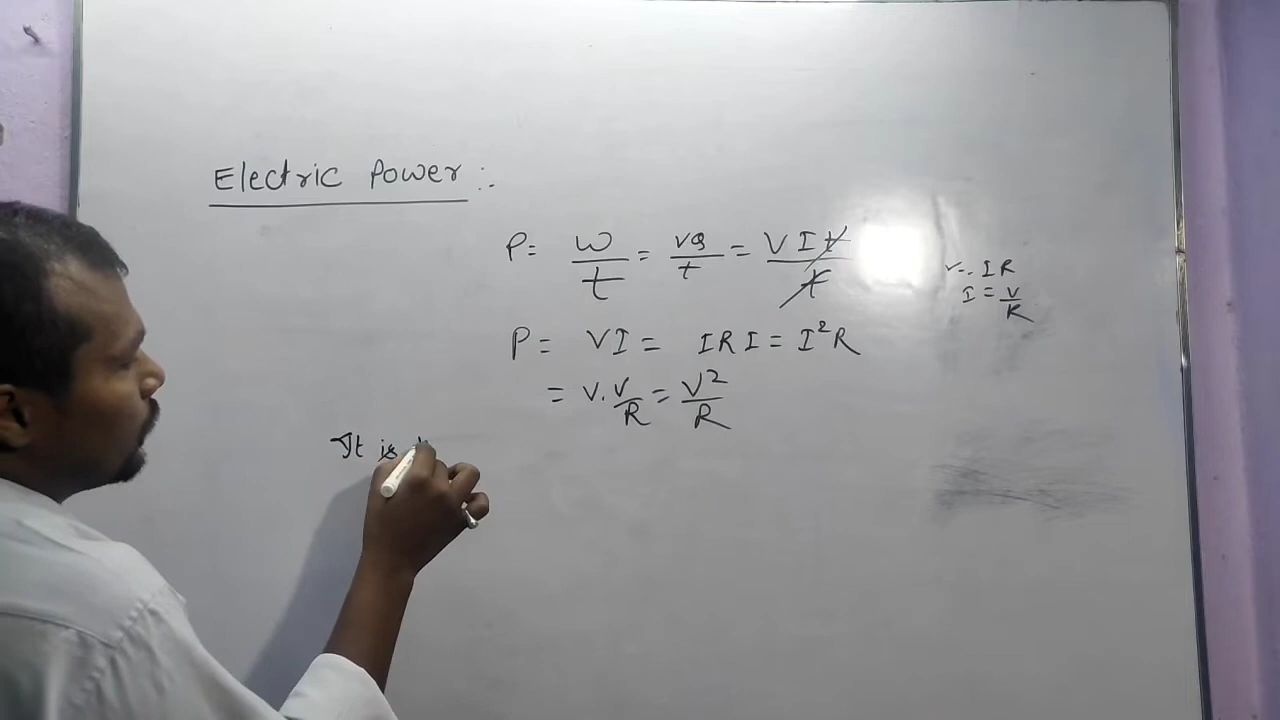 Electric Power :.
P = W/t = VQ/t = VIt/t
V = IR
I = V/R
P = VI = IRI = I²R
= V. V/R = V²/R
It is